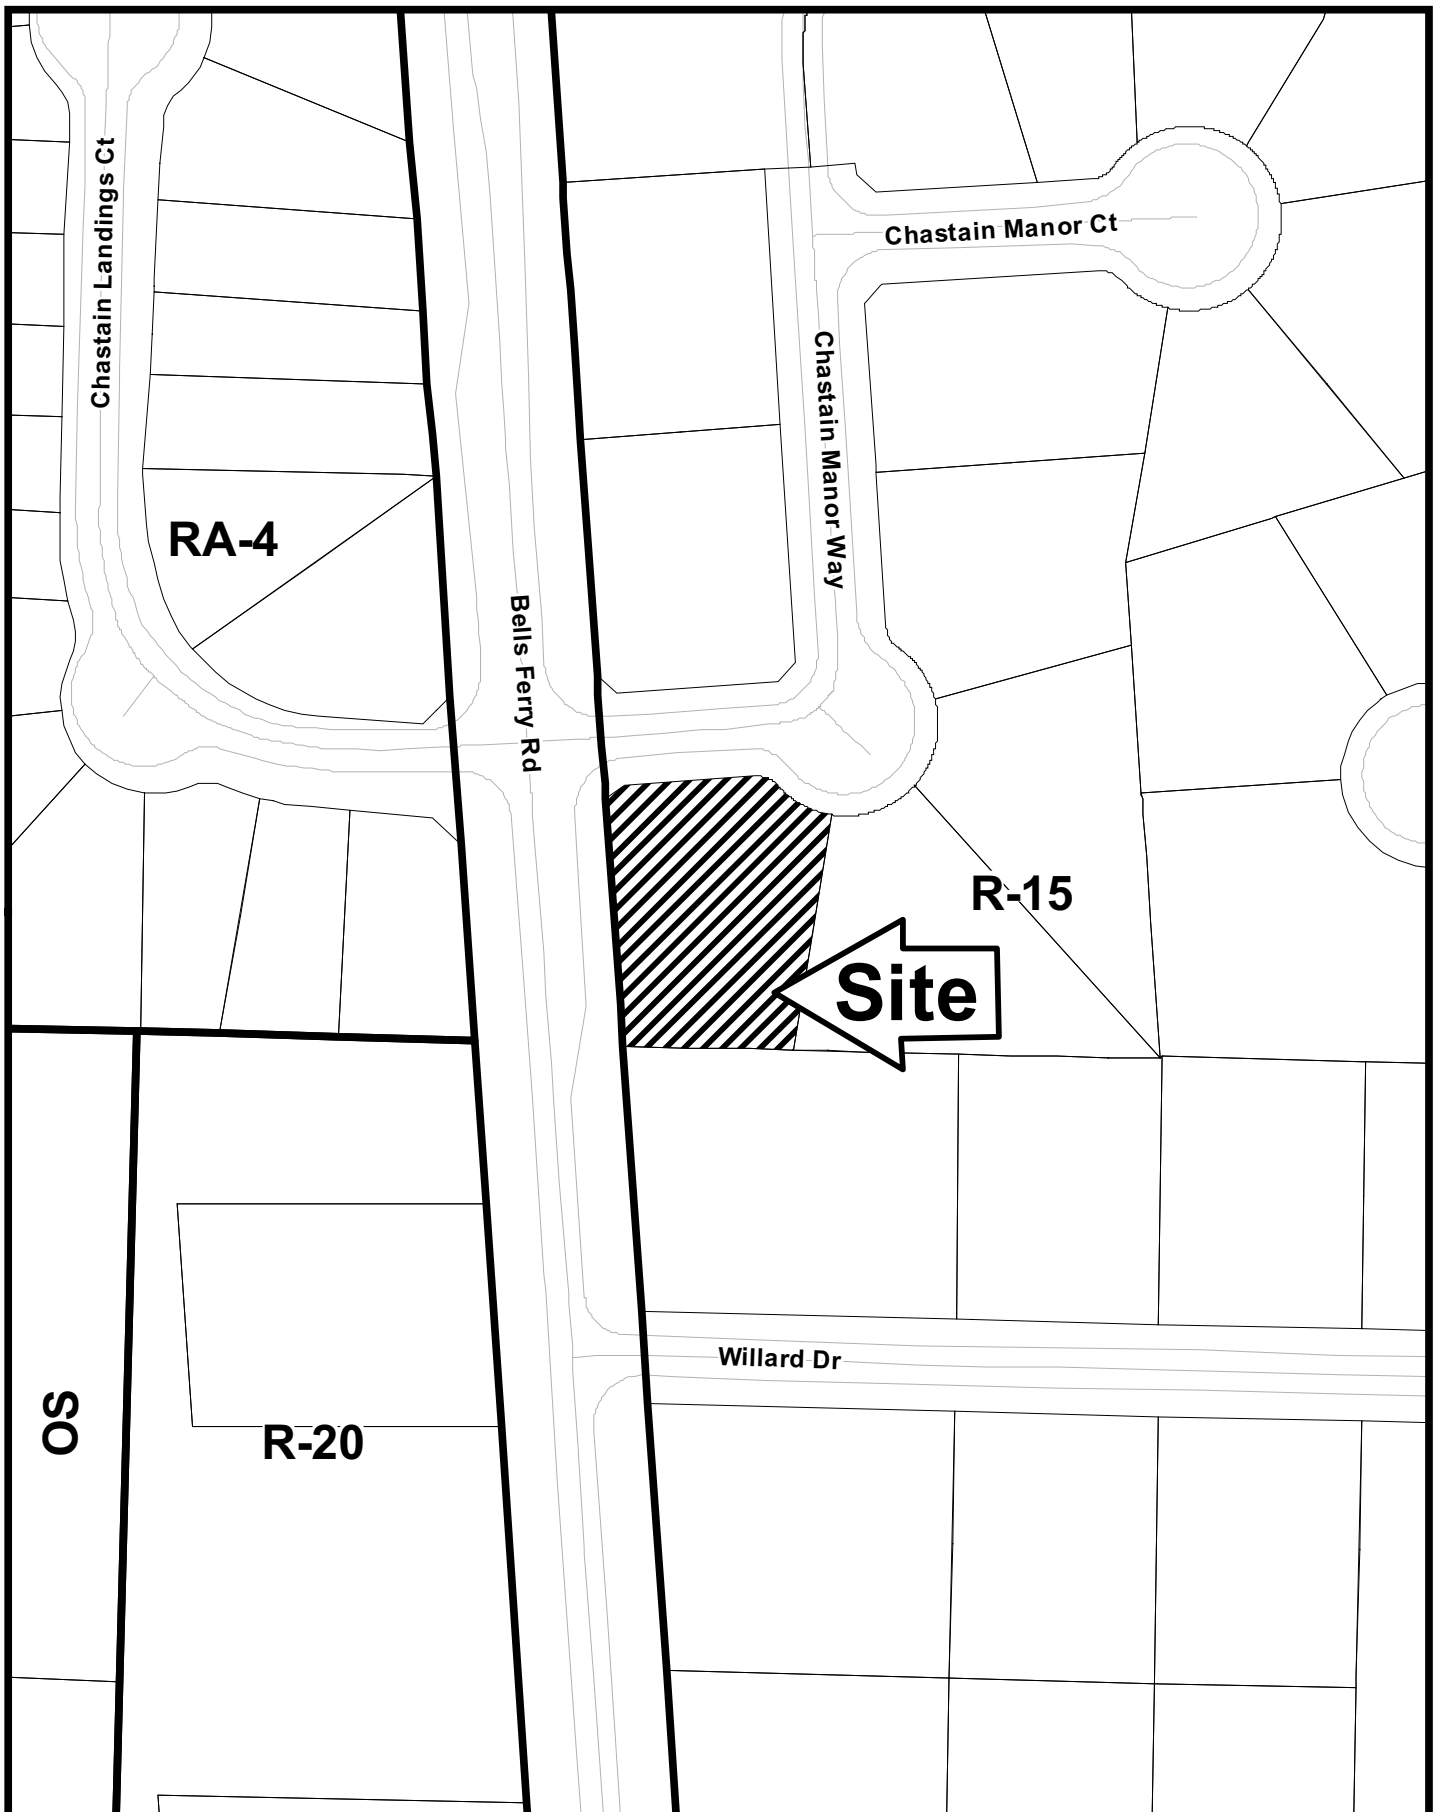 Chastain Landings Ct
Chastain Manor Ct
Chastain Manor Way
RA-4
Bells Ferry Rd
R-15
Site
Willard Dr
OS
R-20